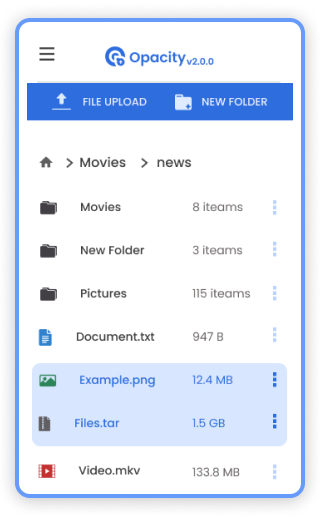 Opacity v2.0.0
FILE UPLOAD NEW FOLDER
Movies news
Movies 8 iteams
New Folder 3 iteams
Pictures 115 iteams
Document.txt 947 B
Example.png 12.4 MB
Files.tar 1.5 GB
Video.mkv 133.8 MB